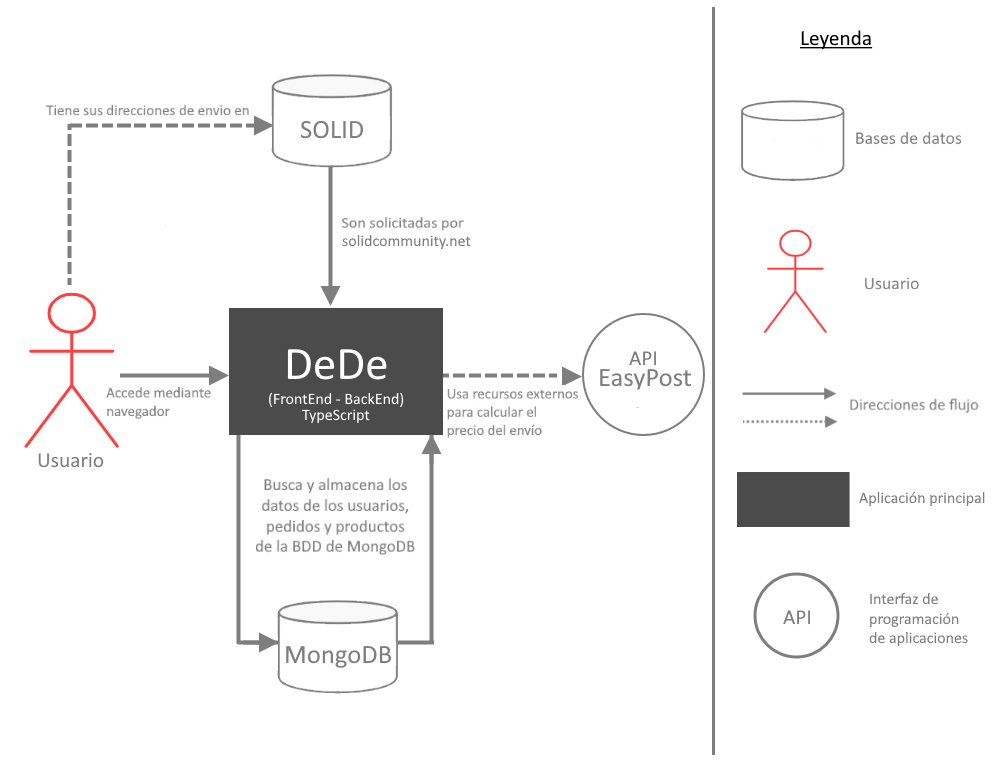 Leyenda
Tiene sus direcciones de envio en
SOLID
Son solicitadas por
solidcommunity.net
DeDe
(FrontEnd - BackEnd)
TypeScript
Accede mediante
navegador
Usuario
API
EasyPost
Usa recursos externos
para calcular el
precio del envío
Busca y almacena los
datos de los usuarios,
pedidos y productos
de la BDD de MongoDB
MongoDB
Bases de datos
Usuario
Direcciones de flujo
Aplicación principal
API
Interfaz de
programación
de aplicaciones